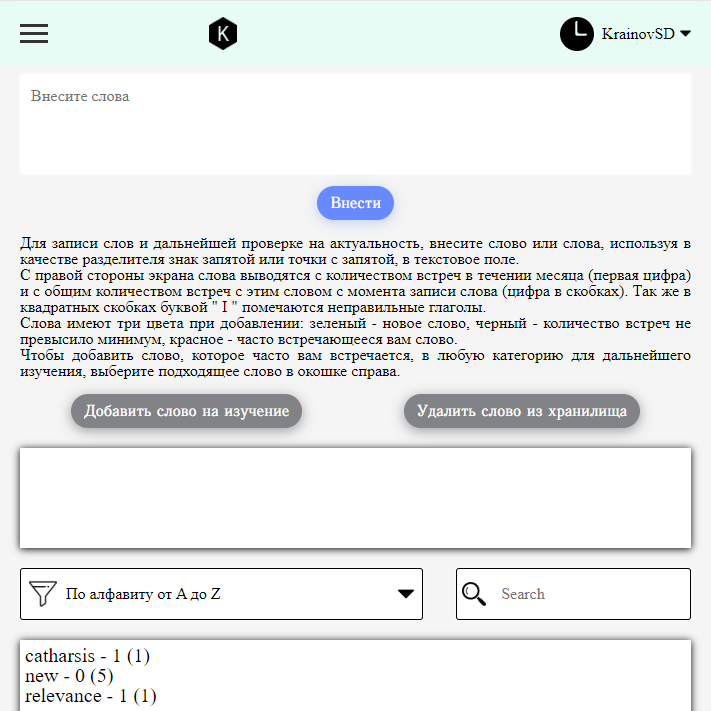 K
KrainovSD
Внесите слова
Внести
Для записи слов и дальнейшей проверке на актуальность, внесите слово или слова, используя в
качестве разделителя знак запятой или точки с запятой, в текстовое поле.
С правой стороны экрана слова выводятся с количеством встреч в течении месяца (первая цифра)
и с общим количеством встреч с этим словом с момента записи слова (цифра в скобках). Так же в
квадратных скобках буквой " I " помечаются неправильные глаголы.
Слова имеют три цвета при добавлении: зеленый - новое слово, черный - количество встреч не
превысило минимум, красное - часто встречающееся вам слово.
Чтобы добавить слово, которое часто вам встречается, в любую категорию для дальнейшего
изучения, выберите подходящее слово в окошке справа.
Добавить слово на изучение
Удалить слово из хранилища
По алфавиту от A до Z
Search
catharsis - 1 (1)
new - 0 (5)
relevance - 1 (1)